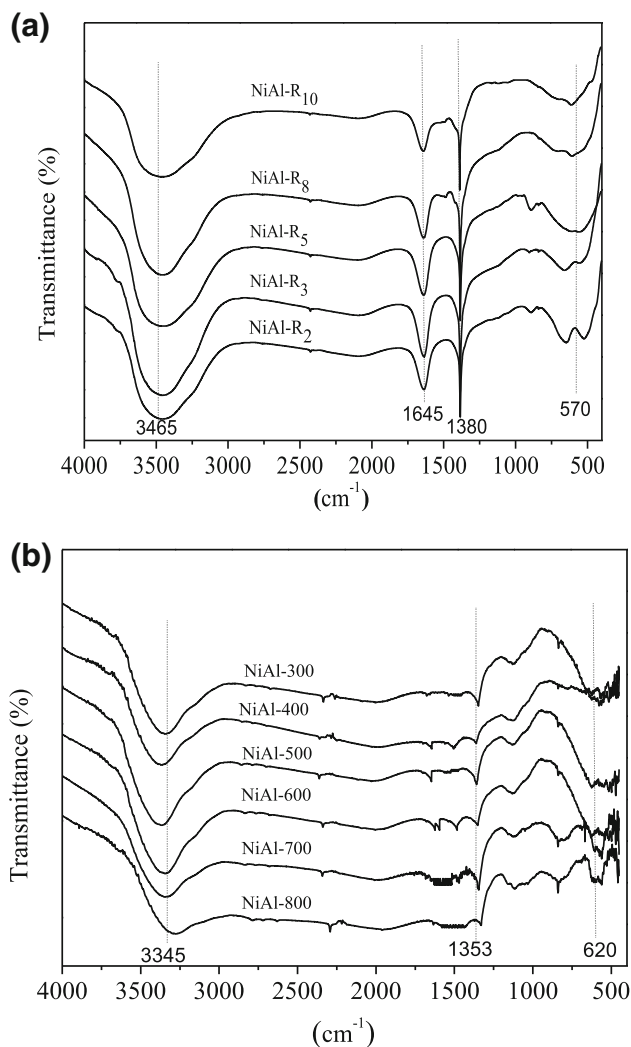 (a)
Transmittance (%)
NiAl-R10
NiAl-R8
NiAl-R5
NiAl-R3
NiAl-R2
3465
1645
1380
570
4000 3500 3000 2500 2000 1500 1000 500
(cm-1)
(b)
Transmittance (%)
NiAl-300
NiAl-400
NiAl-500
NiAl-600
NiAl-700
NiAl-800
3345
1353
620
4000 3500 3000 2500 2000 1500 1000 500
(cm-1)